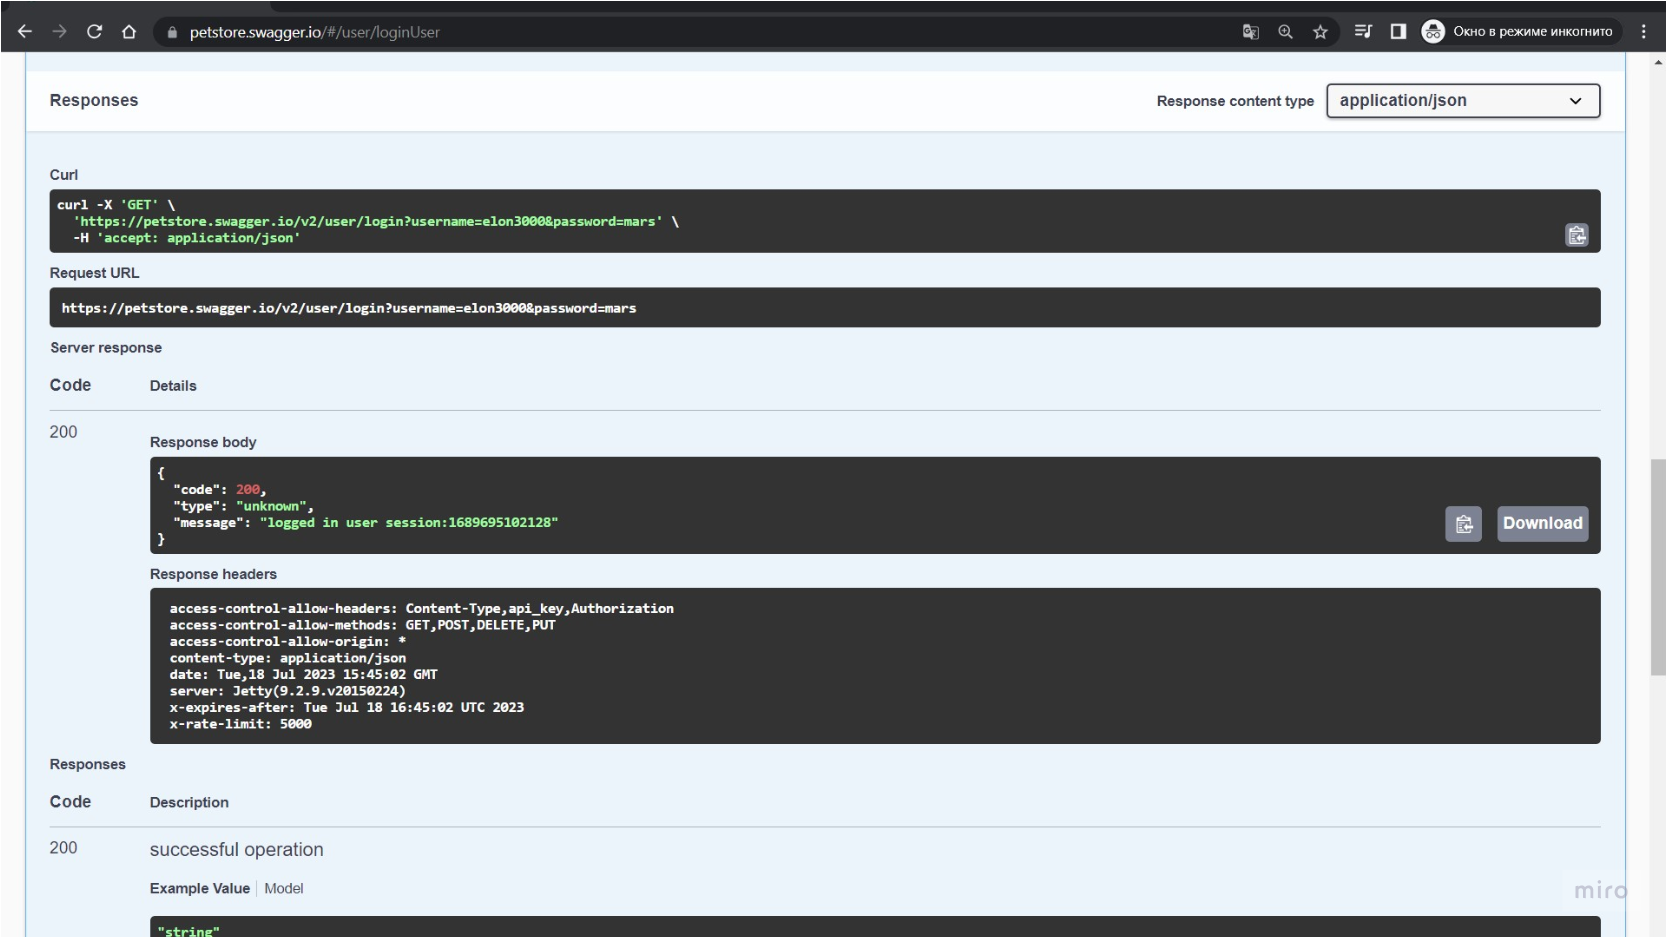 petstore.swagger.io/#/user/loginUser
Окно в режиме инкогнито
Responses
Response content type
application/json
Curl
curl -X 'GET' \
'https://petstore.swagger.io/v2/user/login?username=elon3000&password=mars' \
-H 'accept: application/json'
Request URL
https://petstore.swagger.io/v2/user/login?username=elon3000&password=mars
Server response
Code Details
200
Response body
{
"code": 200,
"type": "unknown",
"message": "logged in user session:1689695102128"
}
Download
Response headers
access-control-allow-headers: Content-Type,api_key,Authorization
access-control-allow-methods: GET,POST,DELETE,PUT
access-control-allow-origin: *
content-type: application/json
date: Tue,18 Jul 2023 15:45:02 GMT
server: Jetty(9.2.9.v20150224)
x-expires-after: Tue Jul 18 16:45:02 UTC 2023
x-rate-limit: 5000
Responses
Code Description
200 successful operation
Example Value Model
"string"
miro